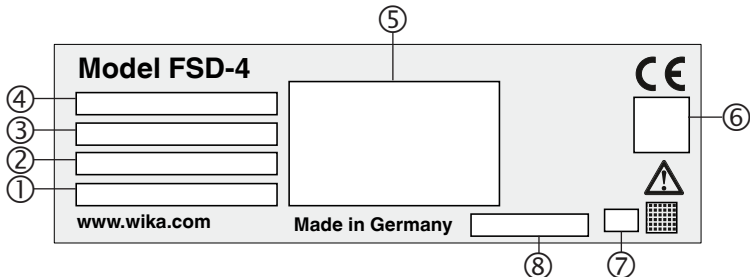 ⑤
Model FSD-4
CE
④
③
⑥
②
①
www.wika.com
Made in Germany
⑧
⑦